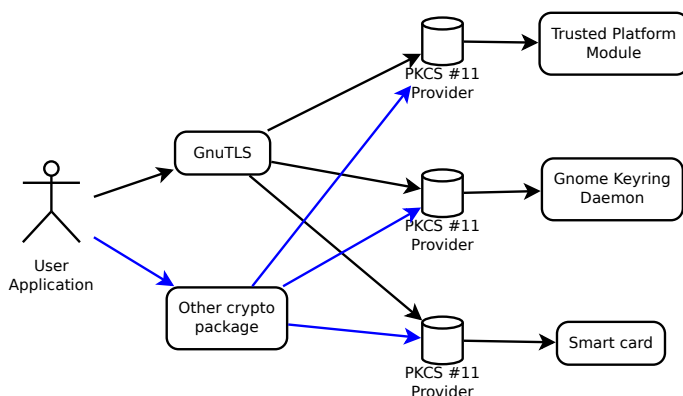 Trusted Platform
Module
PKCS #11
Provider
GnuTLS
Gnome Keyring
Daemon
PKCS #11
Provider
User
Application
Other crypto
package
Smart card
PKCS #11
Provider